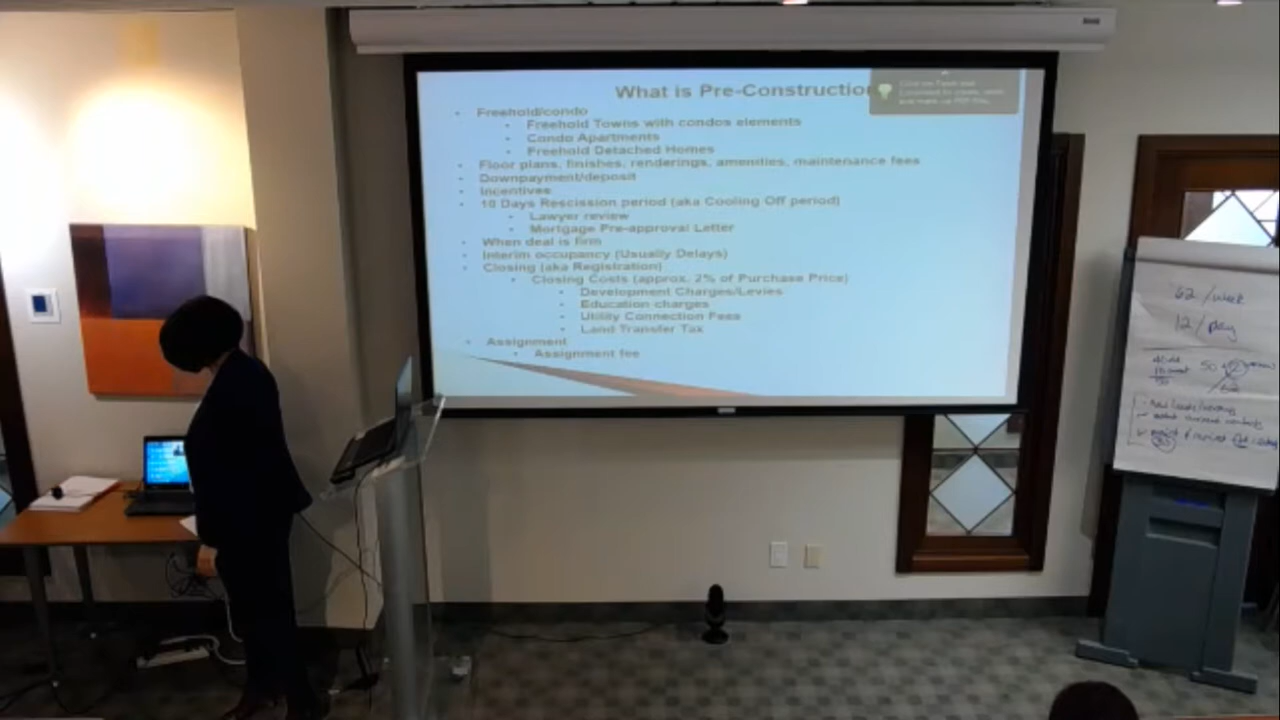 What is Pre-Construction
Freehold/condo
Freehold Towns with condos elements
Condo Apartments
Freehold Detached Homes
Floor plans, finishes, renderings, amenities, maintenance fees
Downpayment/deposit
Incentives
10 Days Rescission period (aka Cooling Off period)
Lawyer review
Mortgage Pre-approval Letter
When deal is firm
Interim occupancy (Usually Delays)
Closing (aka Registration)
Closing Costs (approx. 2% of Purchase Price)
Development Charges/Levies
Education charges
Utility Connection Fees
Land Transfer Tax
Assignment
Assignment fee
62 /week
12/day
50